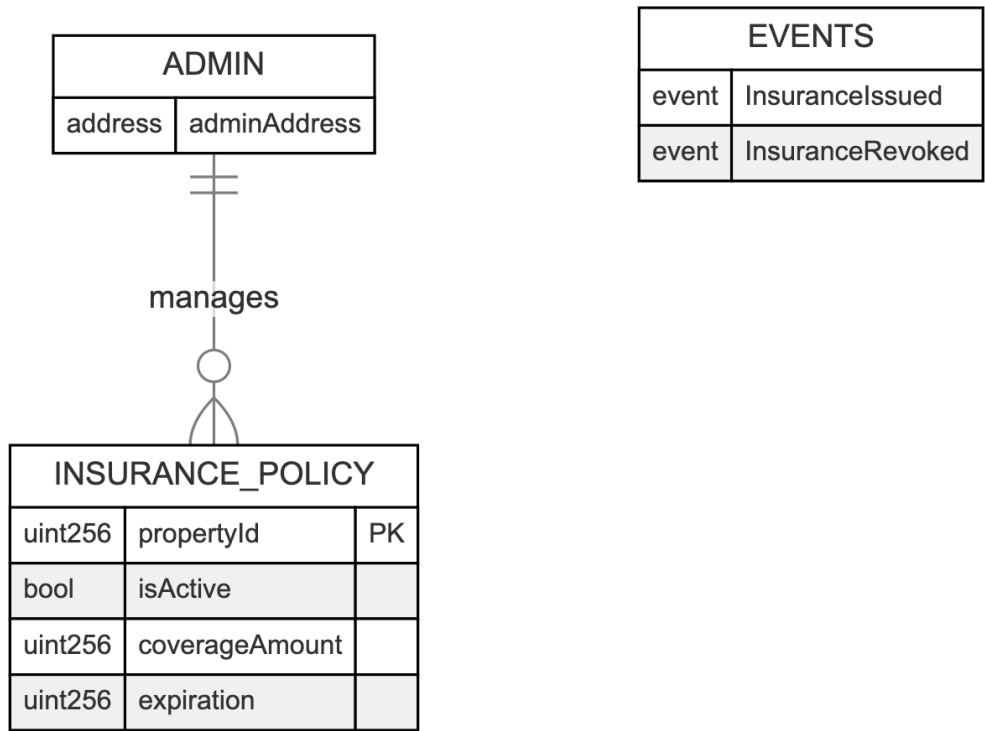 ADMIN
address adminAddress
manages
INSURANCE_POLICY
uint256 propertyId PK
bool isActive
uint256 coverageAmount
uint256 expiration
EVENTS
event InsuranceIssued
event InsuranceRevoked